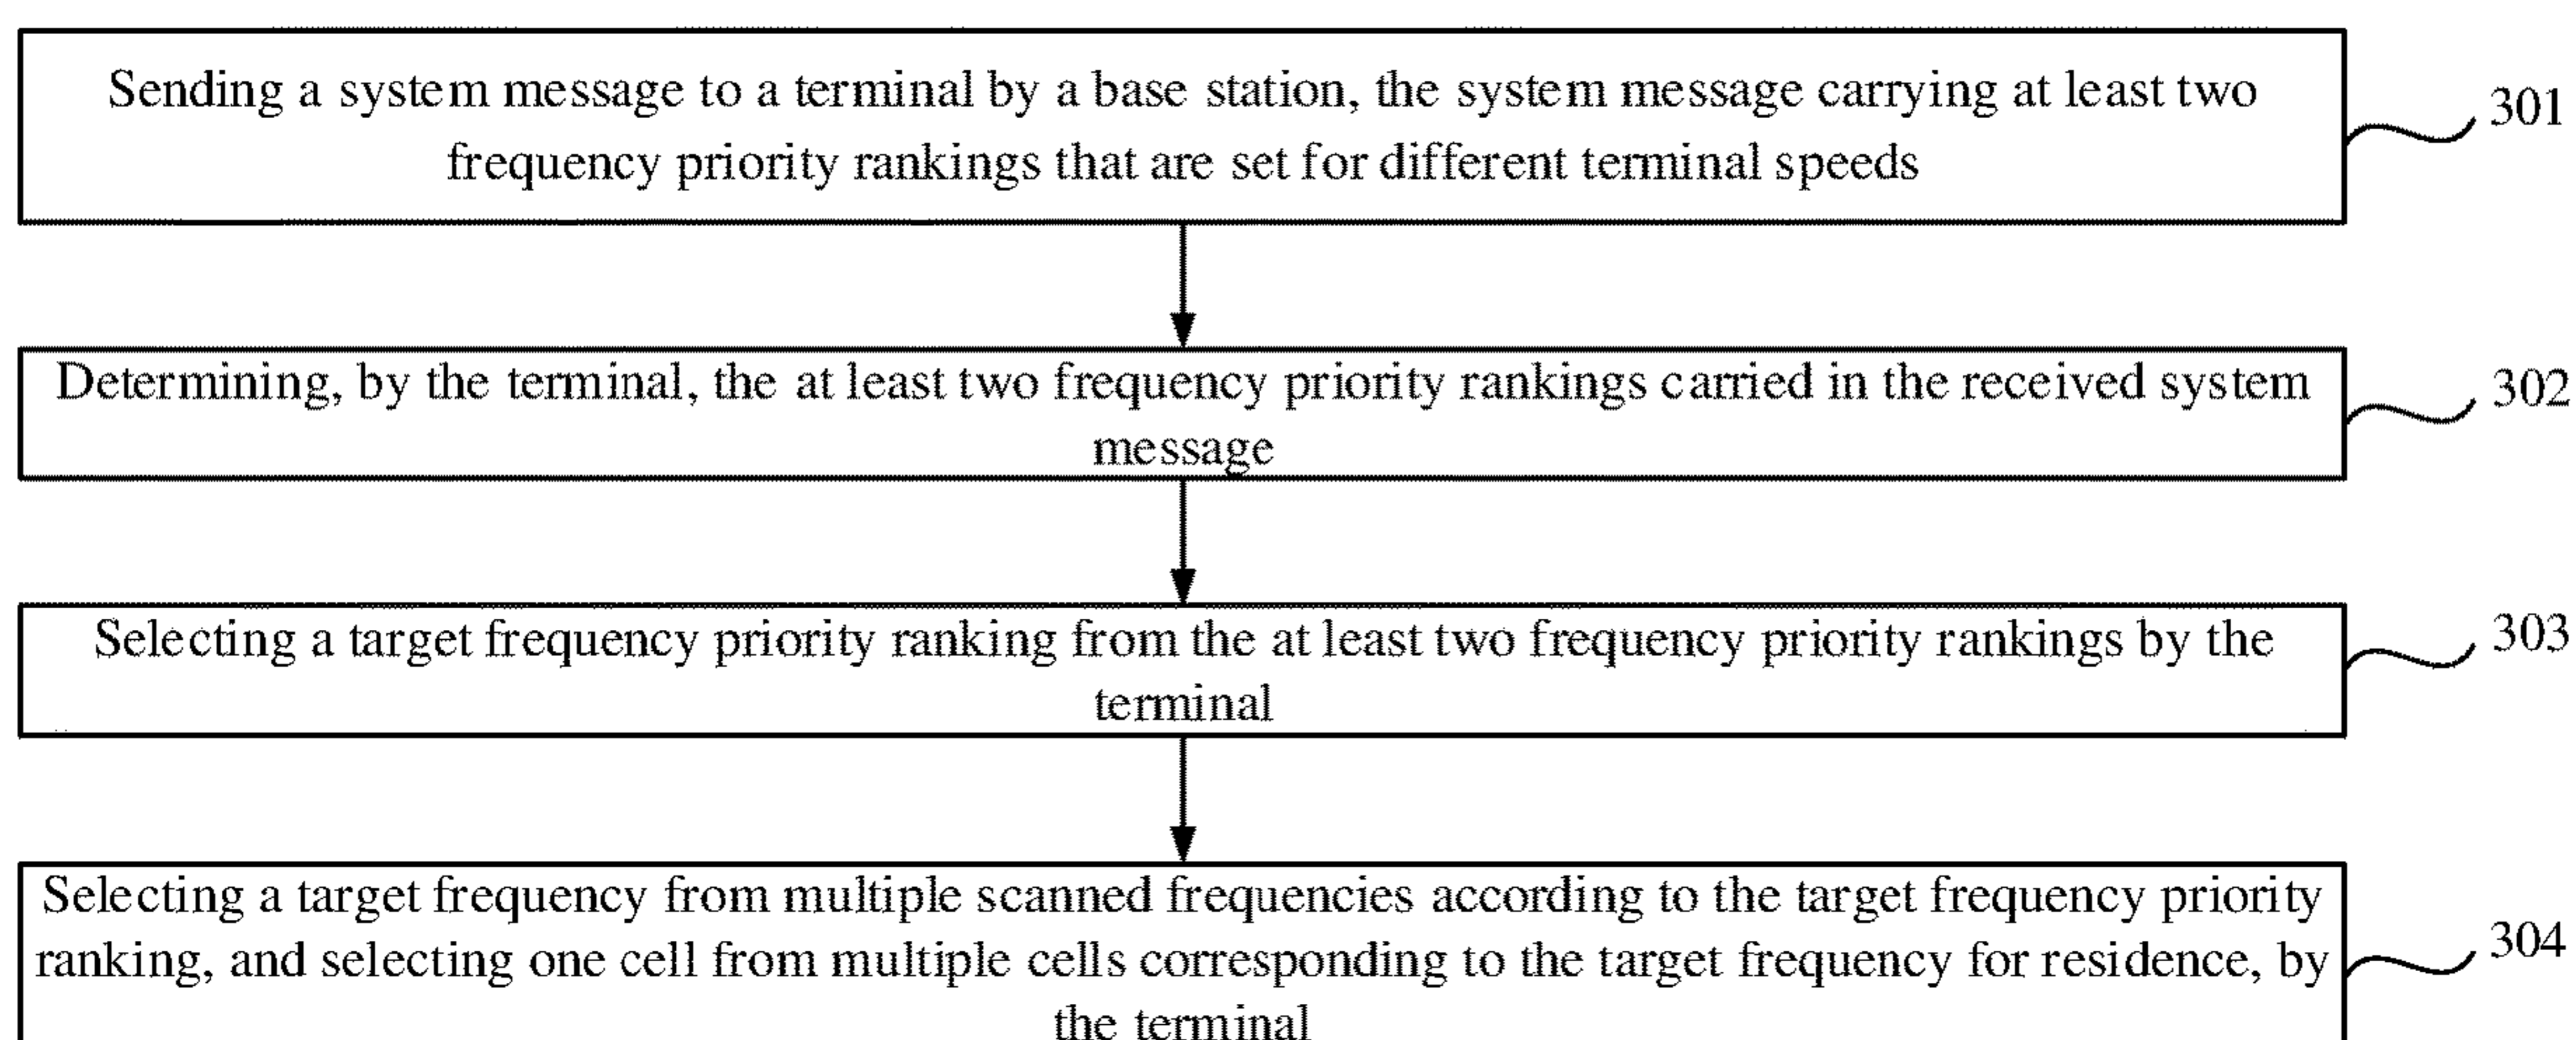 Sending a system message to a terminal by a base station, the system message carrying at least two
frequency priority rankings that are set for different terminal speeds
301
Determining, by the terminal, the at least two frequency priority rankings carried in the received system
message
302
Selecting a target frequency priority ranking from the at least two frequency priority rankings by the
terminal
303
Selecting a target frequency from multiple scanned frequencies according to the target frequency priority
ranking, and selecting one cell from multiple cells corresponding to the target frequency for residence, by
the terminal
304